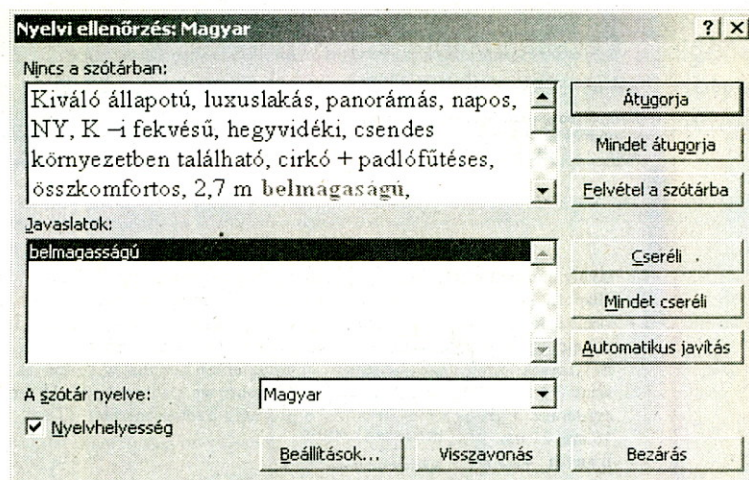 Nyelvi ellenőrzés: Magyar
Nincs a szótárban:
Kiváló állapotú, luxuslakás, panorámás, napos,
NY, K –i fekvésű, hegyvidéki, csendes
környezetben található, cirkó + padlófűtéses,
összkomfortos, 2,7 m belmagaságú,
Átugorja
Mindet átugorja
Felvétel a szótárba
Javaslatok:
belmagasságú
Cseréli
Mindet cseréli
Automatikus javítás
A szótár nyelve:
Magyar
Nyelvhelyesség
Beállítások...
Visszavonás
Bezárás